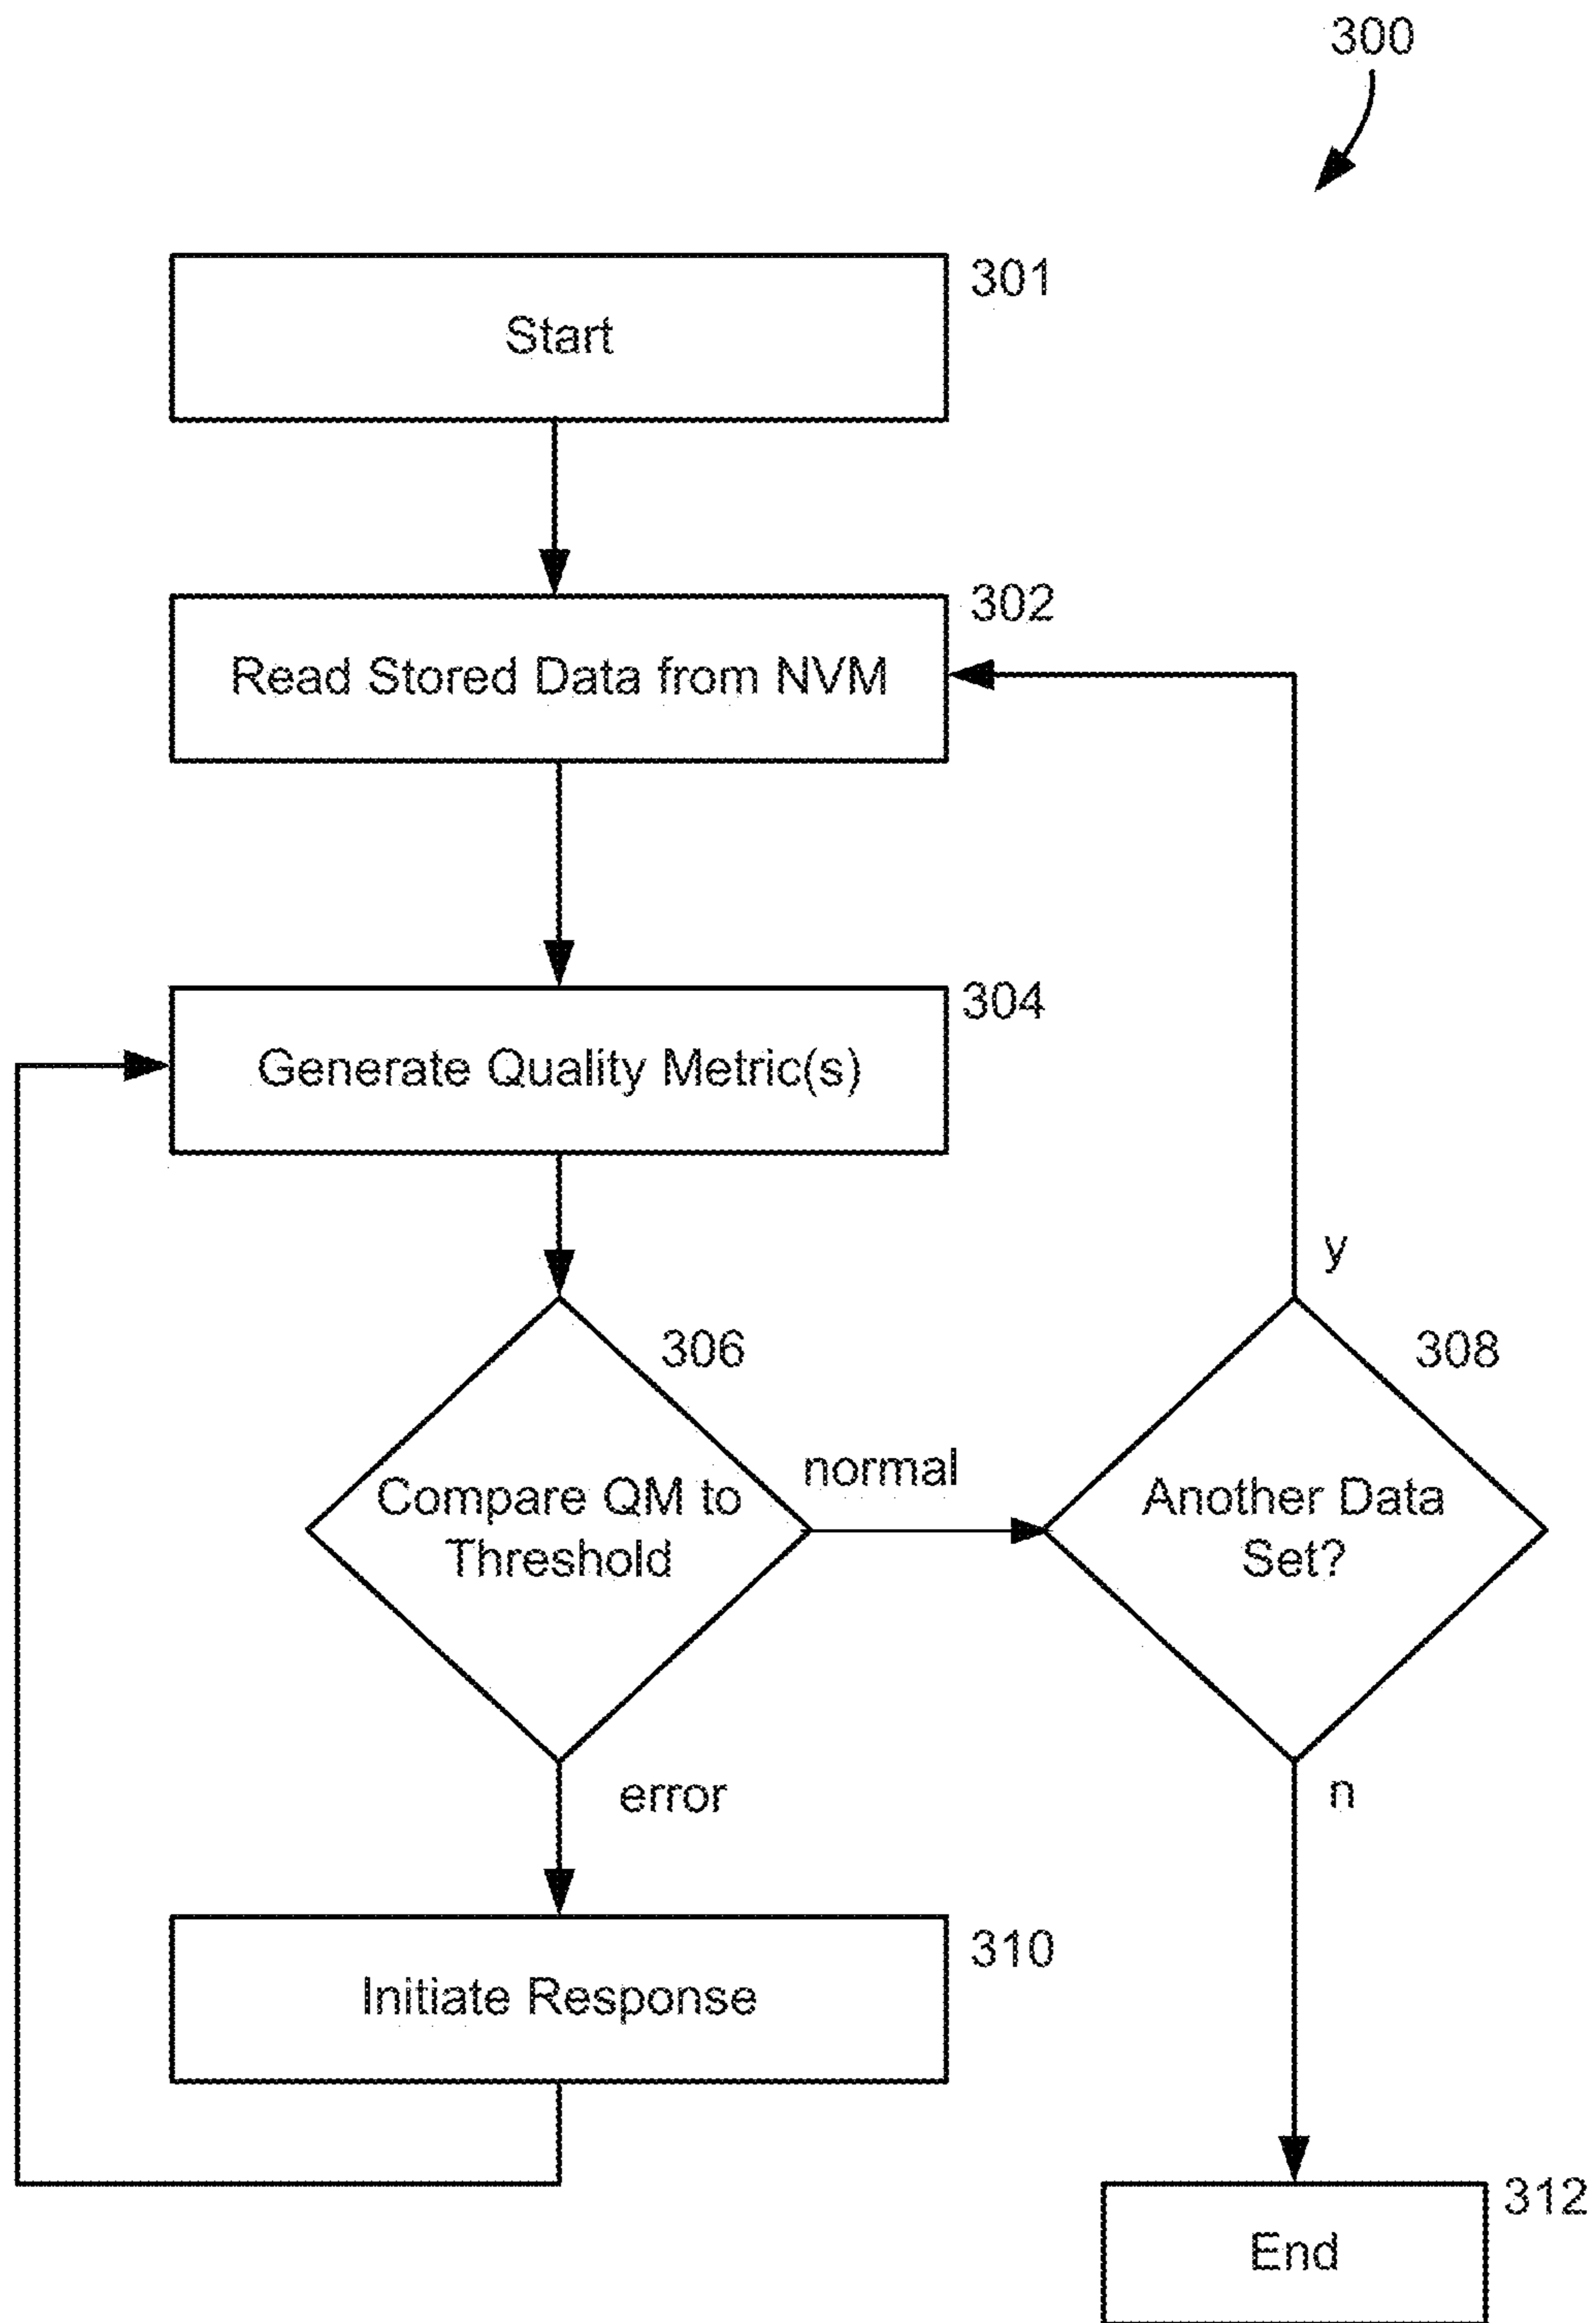 300
301
Start
302
Read Stored Data from NVM
304
Generate Quality Metric(s)
y
306
308
normal
Compare QM to
Threshold
Another Data
Set?
error
n
310
Initiate Response
312
End